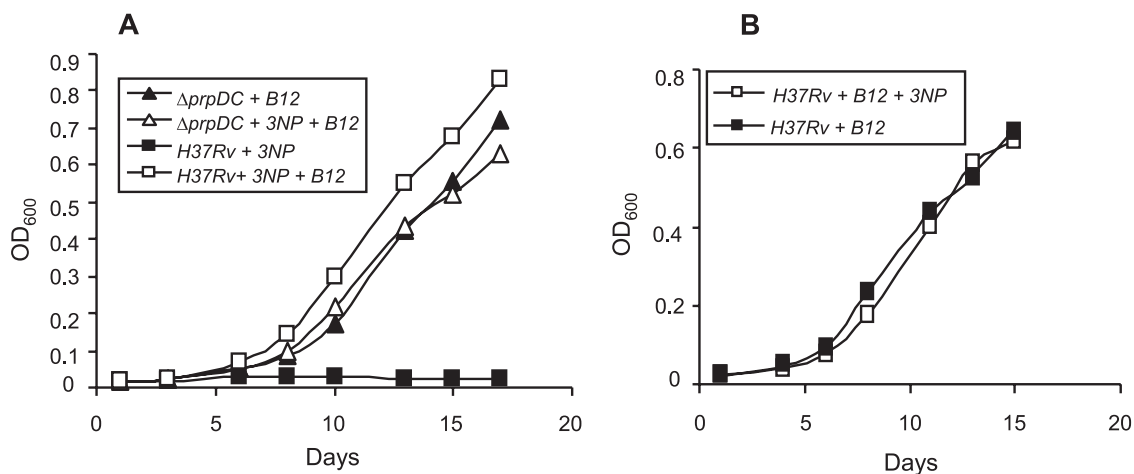 A
0.9
0.8
0.7
0.6
0.5
0.4
0.3
0.2
0.1
0
OD600
0
5
10
15
20
Days
ΔprpDC + B12
ΔprpDC + 3NP + B12
H37Rv + 3NP
H37Rv+ 3NP + B12
B
0.8
0.6
0.4
0.2
0
OD600
0
5
10
15
20
Days
H37Rv + B12 + 3NP
H37Rv + B12